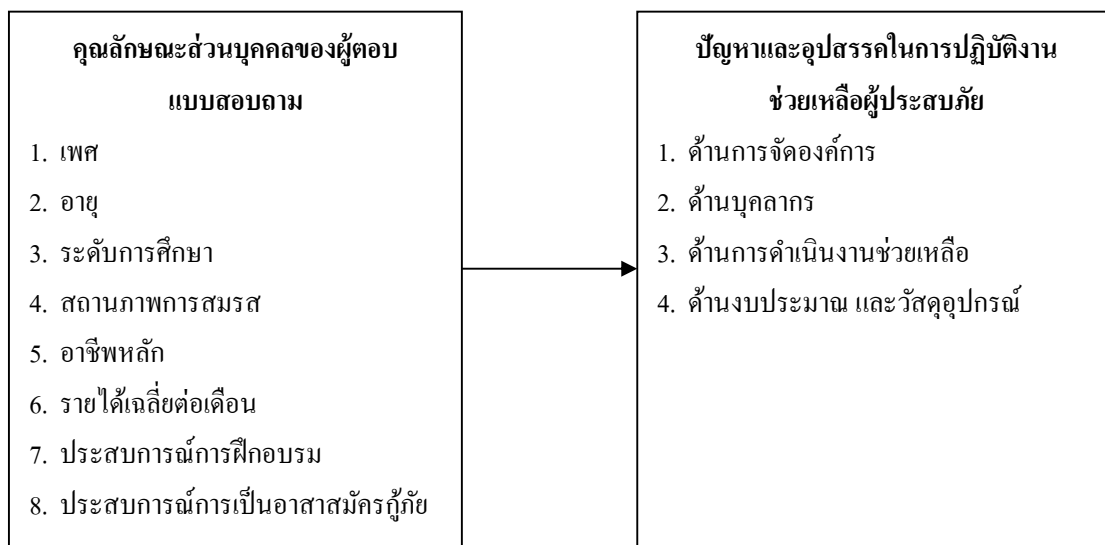 คุณลักษณะส่วนบุคคลของผู้ตอบ
แบบสอบถาม
1. เพศ
2. อายุ
3. ระดับการศึกษา
4. สถานภาพการสมรส
5. อาชีพหลัก
6. รายได้เฉลี่ยต่อเดือน
7. ประสบการณ์การฝึกอบรม
8. ประสบการณ์การเป็นอาสาสมัครกู้ภัย
ปัญหาและอุปสรรคในการปฏิบัติงาน
ช่วยเหลือผู้ประสบภัย
1. ด้านการจัดองค์การ
2. ด้านบุคลากร
3. ด้านการดำเนินงานช่วยเหลือ
4. ด้านงบประมาณ และวัสดุอุปกรณ์